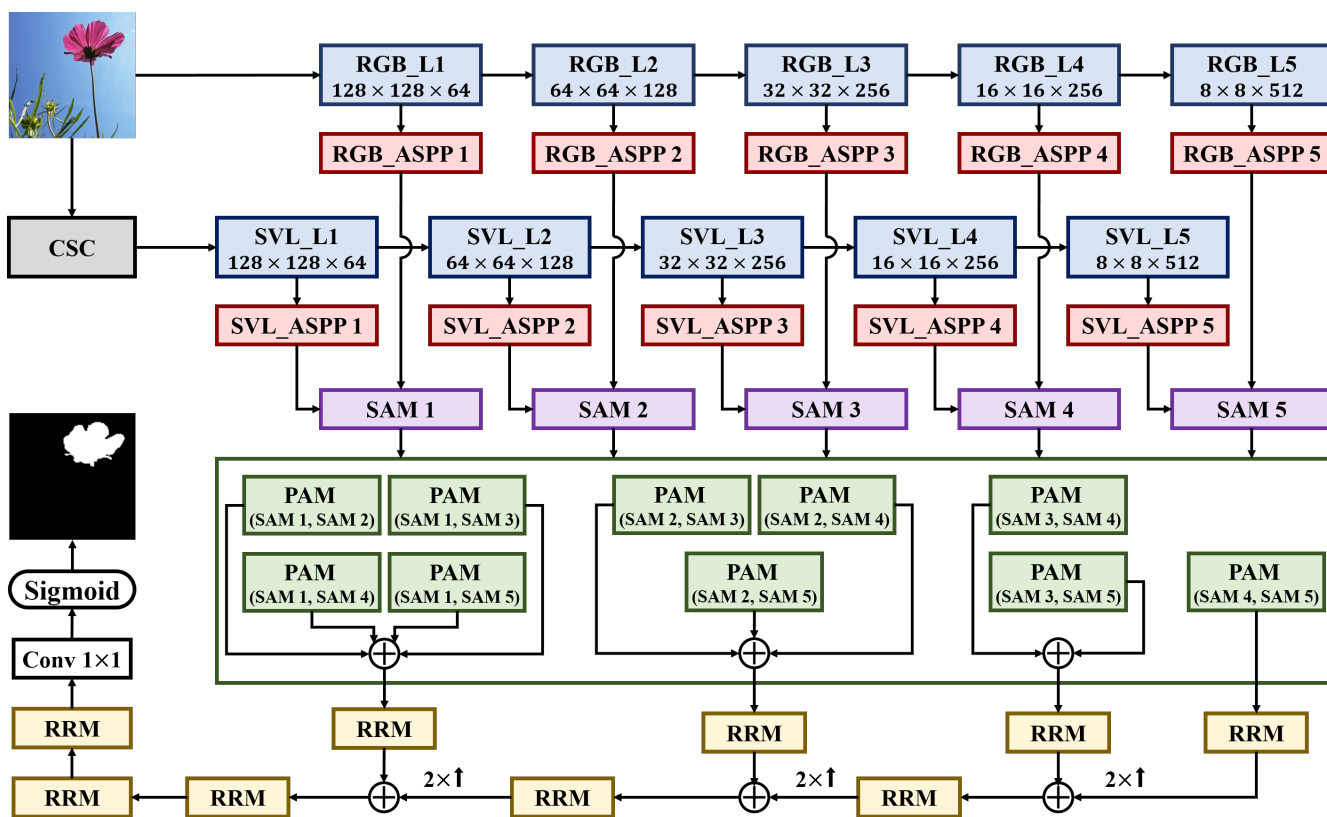 RGB_L1
128 × 128 × 64
RGB_L2
64 × 64 × 128
RGB_L3
32 × 32 × 256
RGB_L4
16 × 16 × 256
RGB_L5
8 × 8 × 512
RGB_ASPP 1
RGB_ASPP 2
RGB_ASPP 3
RGB_ASPP 4
RGB_ASPP 5
CSC
SVL_L1
128 × 128 × 64
SVL_L2
64 × 64 × 128
SVL_L3
32 × 32 × 256
SVL_L4
16 × 16 × 256
SVL_L5
8 × 8 × 512
SVL_ASPP 1
SVL_ASPP 2
SVL_ASPP 3
SVL_ASPP 4
SVL_ASPP 5
SAM 1
SAM 2
SAM 3
SAM 4
SAM 5
PAM
(SAM 1, SAM 2)
PAM
(SAM 1, SAM 3)
PAM
(SAM 2, SAM 3)
PAM
(SAM 2, SAM 4)
PAM
(SAM 3, SAM 4)
PAM
(SAM 1, SAM 4)
PAM
(SAM 1, SAM 5)
PAM
(SAM 2, SAM 5)
PAM
(SAM 3, SAM 5)
PAM
(SAM 4, SAM 5)
Sigmoid
Conv 1×1
RRM
RRM
RRM
RRM
RRM
RRM
RRM
2×↑
RRM
2×↑
RRM
2×↑